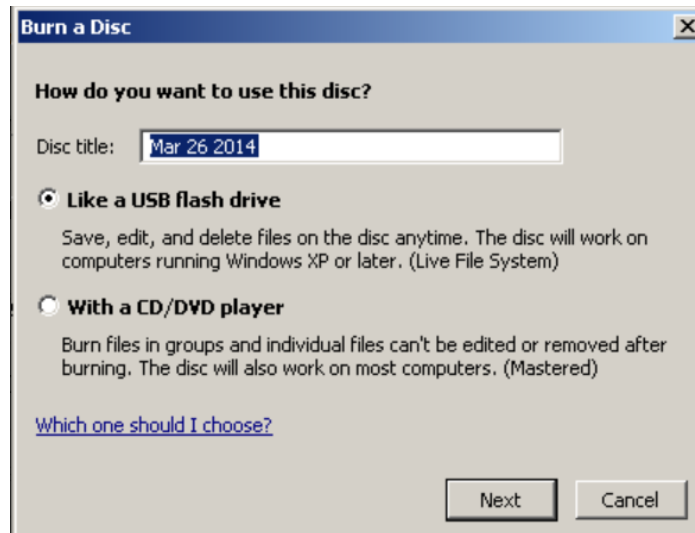 Burn a Disc
How do you want to use this disc?
Disc title: Mar 26 2014
Like a USB flash drive
Save, edit, and delete files on the disc anytime. The disc will work on
computers running Windows XP or later. (Live File System)
With a CD/DVD player
Burn files in groups and individual files can't be edited or removed after
burning. The disc will also work on most computers. (Mastered)
Which one should I choose?
Next Cancel